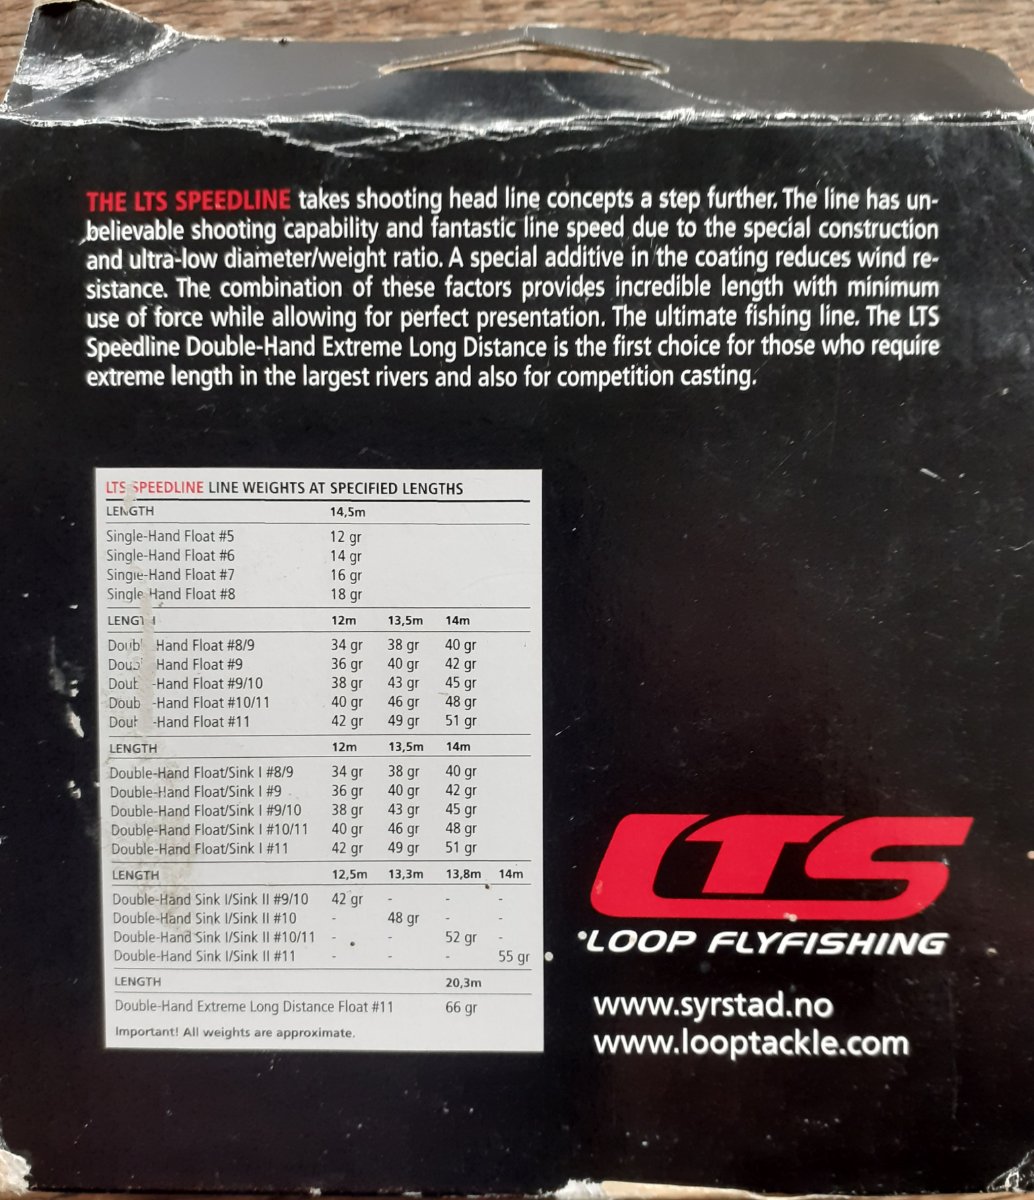 THE LTS SPEEDLINE takes shooting head line concepts a step further. The line has un-
believable shooting capability and fantastic line speed due to the special construction
and ultra-low diameter/weight ratio. A special additive in the coating reduces wind re-
sistance. The combination of these factors provides incredible length with minimum
use of force while allowing for perfect presentation. The ultimate fishing line. The LTS
Speedline Double-Hand Extreme Long Distance is the first choice for those who require
extreme length in the largest rivers and also for competition casting.
LTS SPEEDLINE LINE WEIGHTS AT SPECIFIED LENGTHS
LENGTH 14,5m
Single-Hand Float #5 12 gr
Single-Hand Float #6 14 gr
Single-Hand Float #7 16 gr
Single-Hand Float #8 18 gr
LENGTH 12m 13,5m 14m
Double-Hand Float #8/9 34 gr 38 gr 40 gr
Double-Hand Float #9 36 gr 40 gr 42 gr
Double-Hand Float #9/10 38 gr 43 gr 45 gr
Double-Hand Float #10/11 40 gr 46 gr 48 gr
Double-Hand Float #11 42 gr 49 gr 51 gr
LENGTH 12m 13,5m 14m
Double-Hand Float/Sink I #8/9 34 gr 38 gr 40 gr
Double-Hand Float/Sink I #9 36 gr 40 gr 42 gr
Double-Hand Float/Sink I #9/10 38 gr 43 gr 45 gr
Double-Hand Float/Sink I #10/11 40 gr 46 gr 48 gr
Double-Hand Float/Sink I #11 42 gr 49 gr 51 gr
LENGTH 12,5m 13,3m 13,8m 14m
Double-Hand Sink I/Sink II #9/10 42 gr - - -
Double-Hand Sink I/Sink II #10 - 48 gr - -
Double-Hand Sink I/Sink II #10/11 - - 52 gr -
Double-Hand Sink I/Sink II #11 - - - 55 gr
LENGTH 20,3m
Double-Hand Extreme Long Distance Float #11 66 gr
Important! All weights are approximate.
LTS
LOOP FLYFISHING
www.syrstad.no
www.looptackle.com